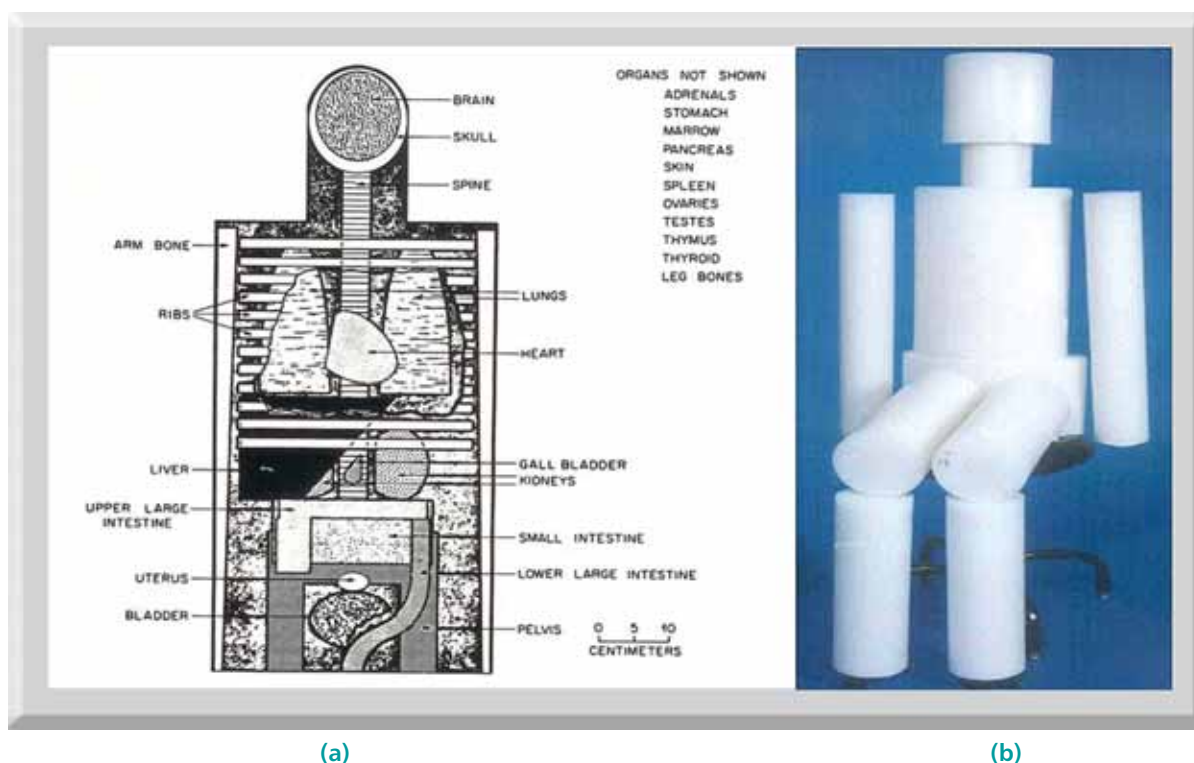 BRAIN
SKULL
SPINE
ARM BONE
LUNGS
RIBS
HEART
LIVER
GALL BLADDER
KIDNEYS
UPPER LARGE
INTESTINE
SMALL INTESTINE
UTERUS
LOWER LARGE INTESTINE
BLADDER
PELVIS
0 5 10
CENTIMETERS
ORGANS NOT SHOWN
ADRENALS
STOMACH
MARROW
PANCREAS
SKIN
SPLEEN
OVARIES
TESTES
THYMUS
THYROID
LEG BONES
(a)
(b)